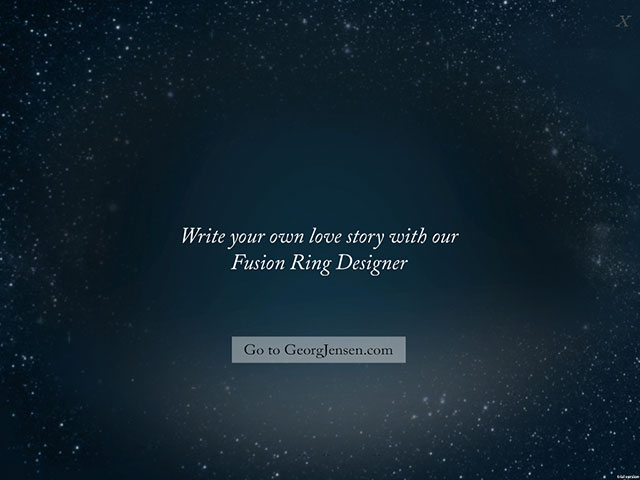 X
Write your own love story with our
Fusion Ring Designer
Go to GeorgJensen.com
trial version